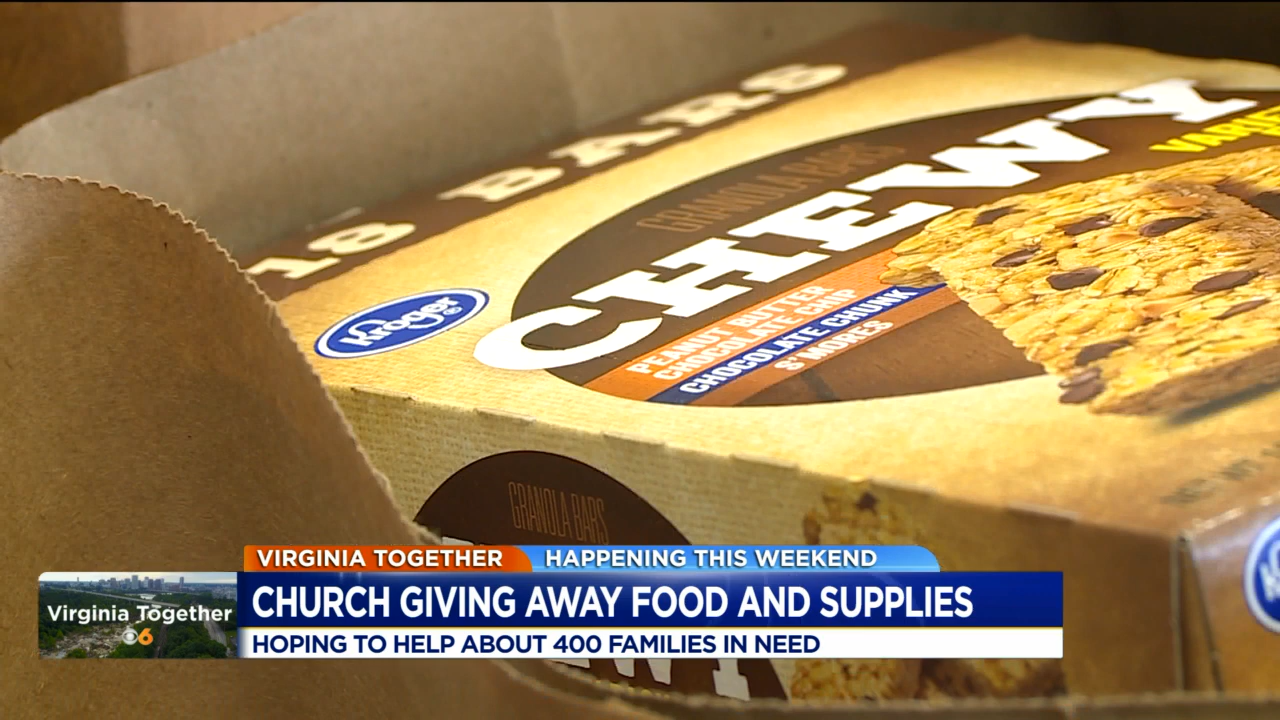 18 BARS
Kroger
GRANOLA BARS
CHEWY
PEANUT BUTTER
CHOCOLATE CHIP
CHOCOLATE CHUNK
S'MORES
GRANOLA BARS
VIRGINIA TOGETHER
HAPPENING THIS WEEKEND
Virginia Together
6
CHURCH GIVING AWAY FOOD AND SUPPLIES
HOPING TO HELP ABOUT 400 FAMILIES IN NEED